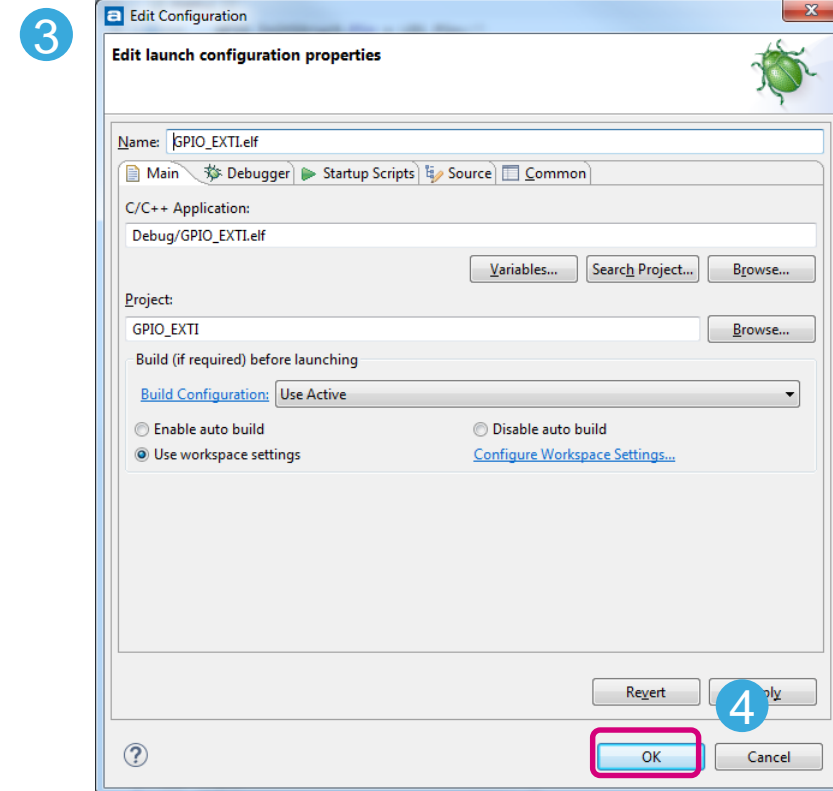 3
a Edit Configuration
x
Edit launch configuration properties
Name: GPIO_EXTI.elf
Main Debugger Startup Scripts Source Common
C/C++ Application:
Debug/GPIO_EXTI.elf
Variables... Search Project... Browse...
Project:
GPIO_EXTI Browse...
Build (if required) before launching
Build Configuration: Use Active
Enable auto build Disable auto build
Use workspace settings Configure Workspace Settings...
Revert
4
? OK Cancel